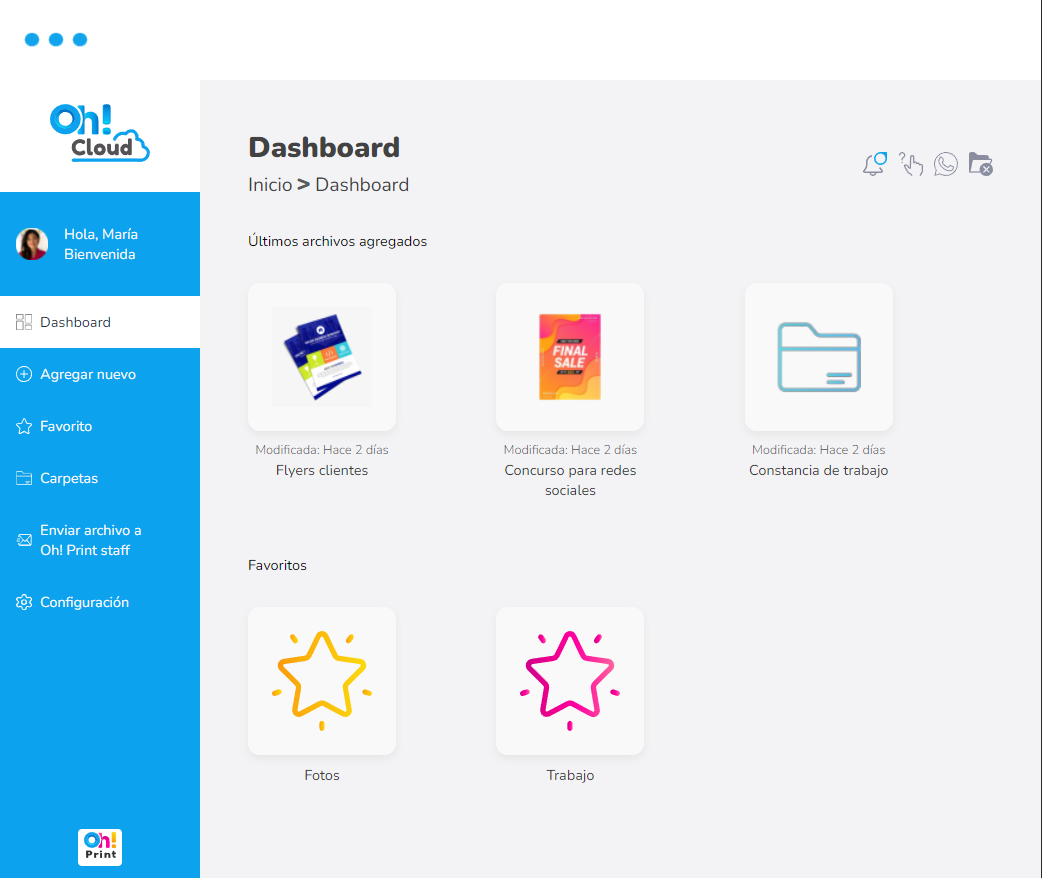 Oh!
Cloud
Hola, María
Bienvenida
Dashboard
Agregar nuevo
Favorito
Carpetas
Enviar archivo a
Oh! Print staff
Configuración
Oh!
Print
Dashboard
Inicio > Dashboard
Últimos archivos agregados
FINAL
SALE
Modificada: Hace 2 días
Flyers clientes
Modificada: Hace 2 días
Concurso para redes
sociales
Modificada: Hace 2 días
Constancia de trabajo
Favoritos
Fotos
Trabajo